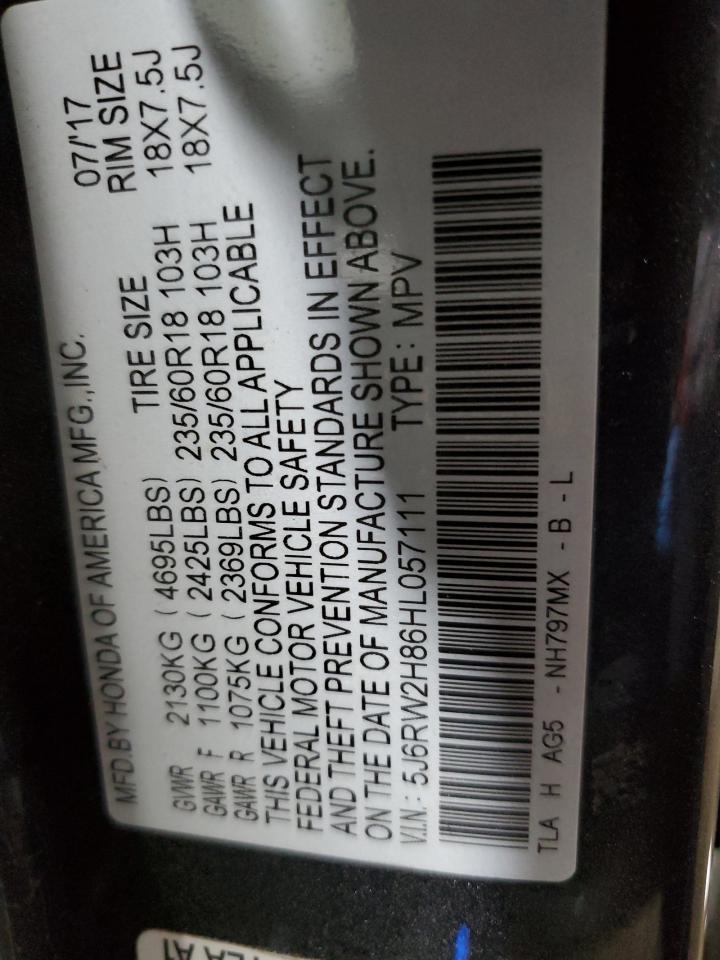 MFD.BY HONDA OF AMERICA MFG.,INC. 07/'17
TIRE SIZE RIM SIZE
GVWR 2130KG ( 4695LBS)
GAWR F 1100KG ( 2425LBS) 235/60R18 103H 18X7.5J
GAWR R 1075KG ( 2369LBS) 235/60R18 103H 18X7.5J
THIS VEHICLE CONFORMS TO ALL APPLICABLE
FEDERAL MOTOR VEHICLE SAFETY
AND THEFT PREVENTION STANDARDS IN EFFECT
ON THE DATE OF MANUFACTURE SHOWN ABOVE.
V.I.N.: 5J6RW2H86HL057111 TYPE: MPV
TLA H AG5 -NH797MX -B -L